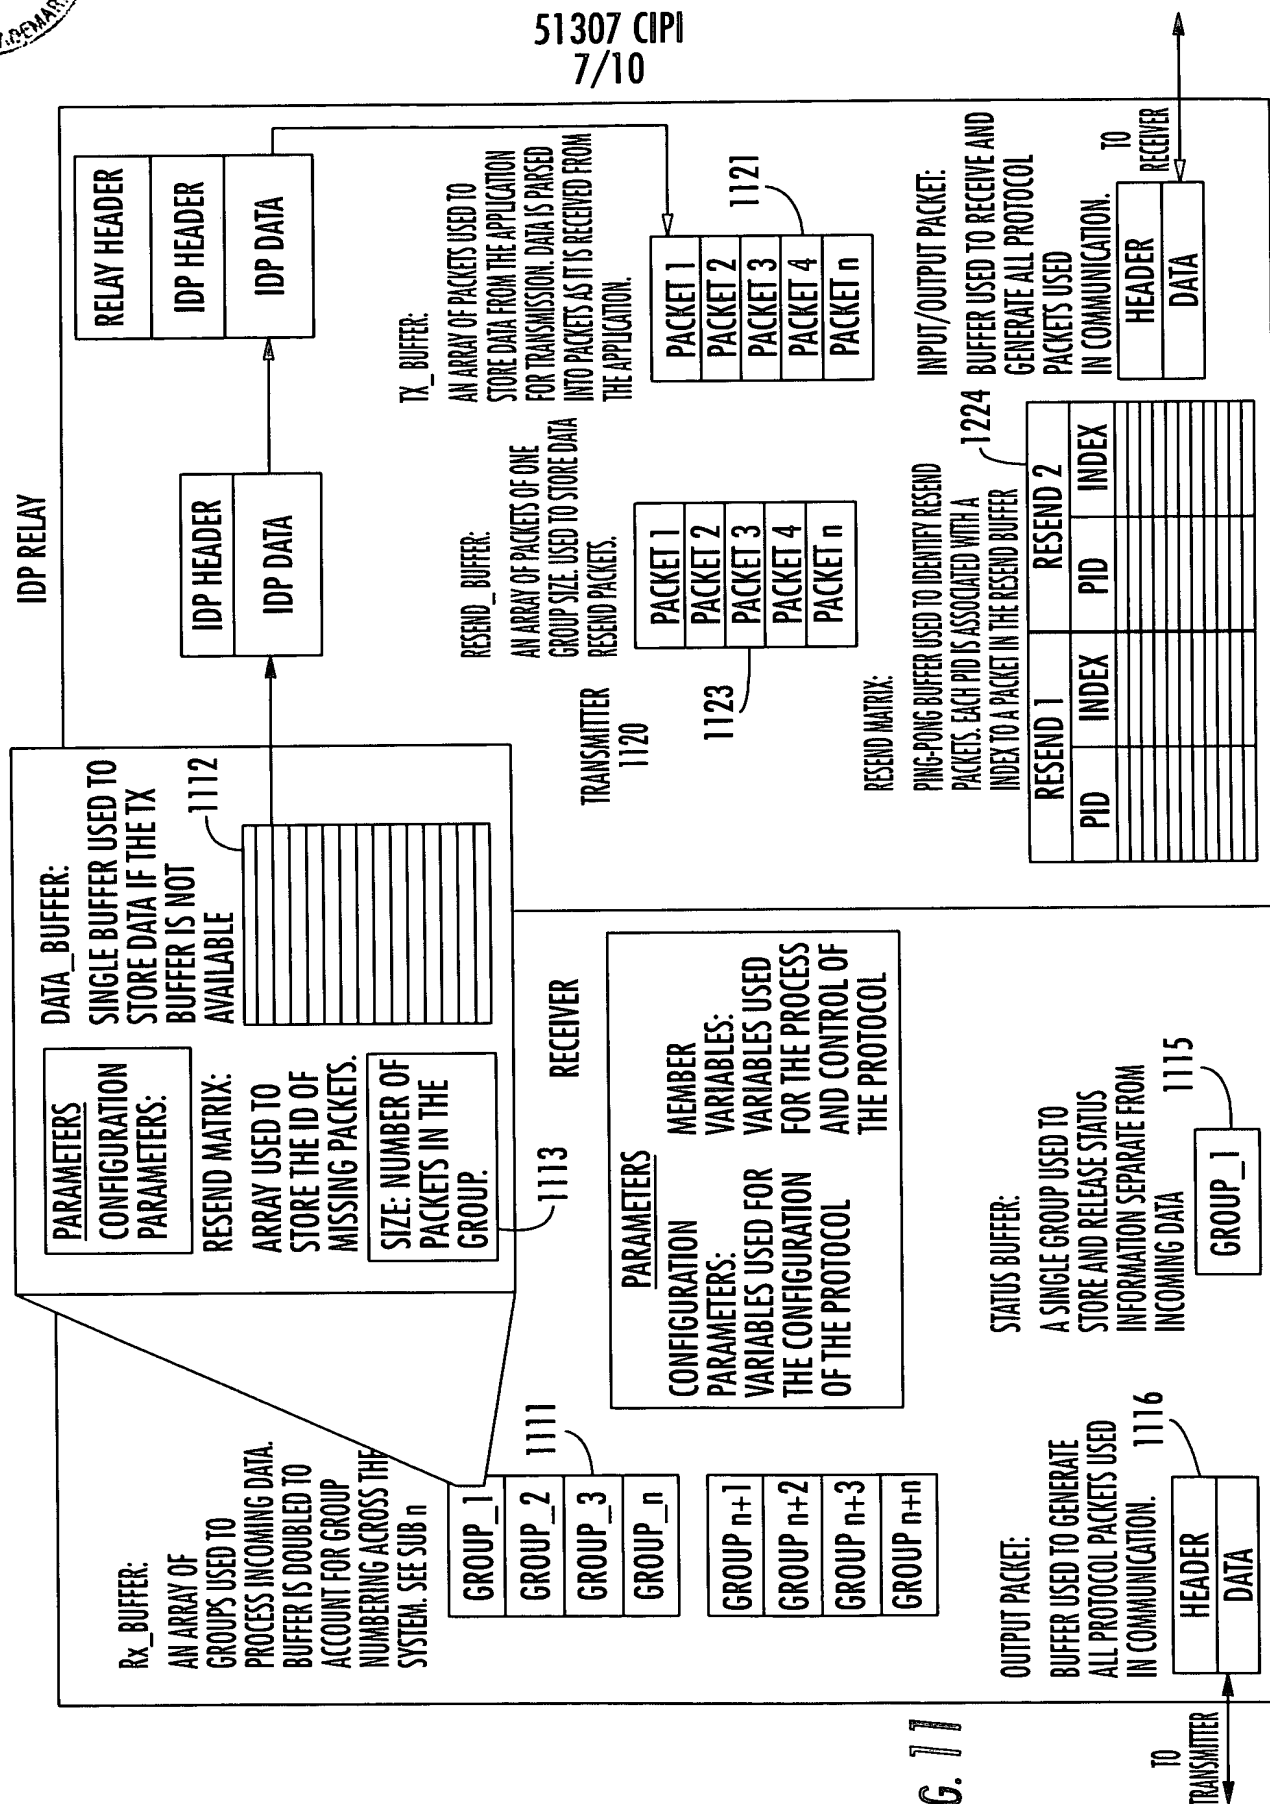 51307 CIPI
7/10
IDP RELAY
Rx_BUFFER:
AN ARRAY OF
GROUPS USED TO
PROCESS INCOMING DATA.
BUFFER IS DOUBLED TO
ACCOUNT FOR GROUP
NUMBERING ACROSS THE
SYSTEM. SEE SUB n
GROUP_1
GROUP_2
GROUP_3
GROUP_n
1111
GROUP n+1
GROUP n+2
GROUP n+3
GROUP n+n
OUTPUT PACKET:
BUFFER USED TO GENERATE
ALL PROTOCOL PACKETS USED
IN COMMUNICATION.
1116
HEADER
DATA
TO
TRANSMITTER
PARAMETERS
CONFIGURATION
PARAMETERS:
RESEND MATRIX:
ARRAY USED TO
STORE THE ID OF
MISSING PACKETS.
SIZE: NUMBER OF
PACKETS IN THE
GROUP.
1113
DATA_BUFFER:
SINGLE BUFFER USED TO
STORE DATA IF THE TX
BUFFER IS NOT
AVAILABLE
1112
RECEIVER
PARAMETERS
CONFIGURATION
PARAMETERS:
VARIABLES USED FOR
THE CONFIGURATION
OF THE PROTOCOL
MEMBER
VARIABLES:
VARIABLES USED
FOR THE PROCESS
AND CONTROL OF
THE PROTOCOL
STATUS BUFFER:
A SINGLE GROUP USED TO
STORE AND RELEASE STATUS
INFORMATION SEPARATE FROM
INCOMING DATA
1115
GROUP_1
IDP HEADER
IDP DATA
RELAY HEADER
IDP HEADER
IDP DATA
TRANSMITTER
1120
RESEND_BUFFER:
AN ARRAY OF PACKETS OF ONE
GROUP SIZE. USED TO STORE DATA
RESEND PACKETS.
PACKET 1
PACKET 2
PACKET 3
PACKET 4
PACKET n
1123
TX_BUFFER:
AN ARRAY OF PACKETS USED TO
STORE DATA FROM THE APPLICATION
FOR TRANSMISSION. DATA IS PARSED
INTO PACKETS AS IT IS RECEIVED FROM
THE APPLICATION.
PACKET 1
PACKET 2
PACKET 3
PACKET 4
PACKET n
1121
RESEND MATRIX:
PING-PONG BUFFER USED TO IDENTIFY RESEND
PACKETS. EACH PID IS ASSOCIATED WITH A
INDEX TO A PACKET IN THE RESEND BUFFER
1224
RESEND 1 RESEND 2
PID INDEX PID INDEX
INPUT/OUTPUT PACKET:
BUFFER USED TO RECEIVE AND
GENERATE ALL PROTOCOL
PACKETS USED
IN COMMUNICATION.
HEADER
DATA
TO
RECEIVER
G. 11